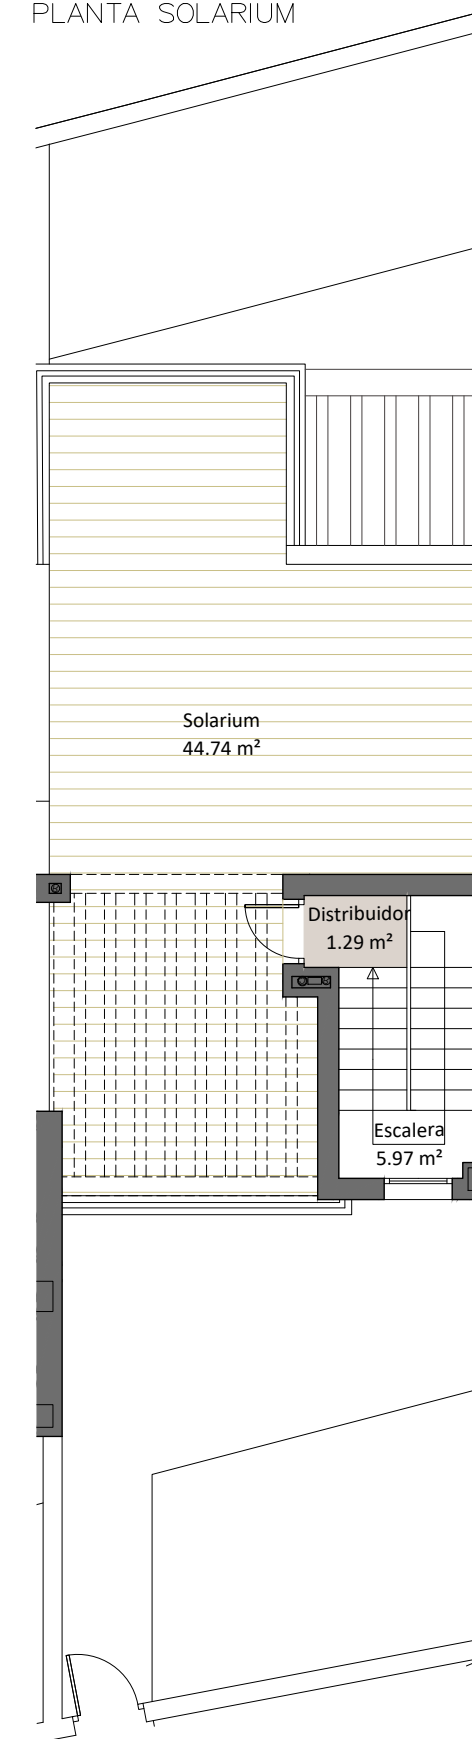 PLANTA SOLARIUM
Solarium
44.74 m²
Distribuidor
1.29 m²
Escalera
5.97 m²